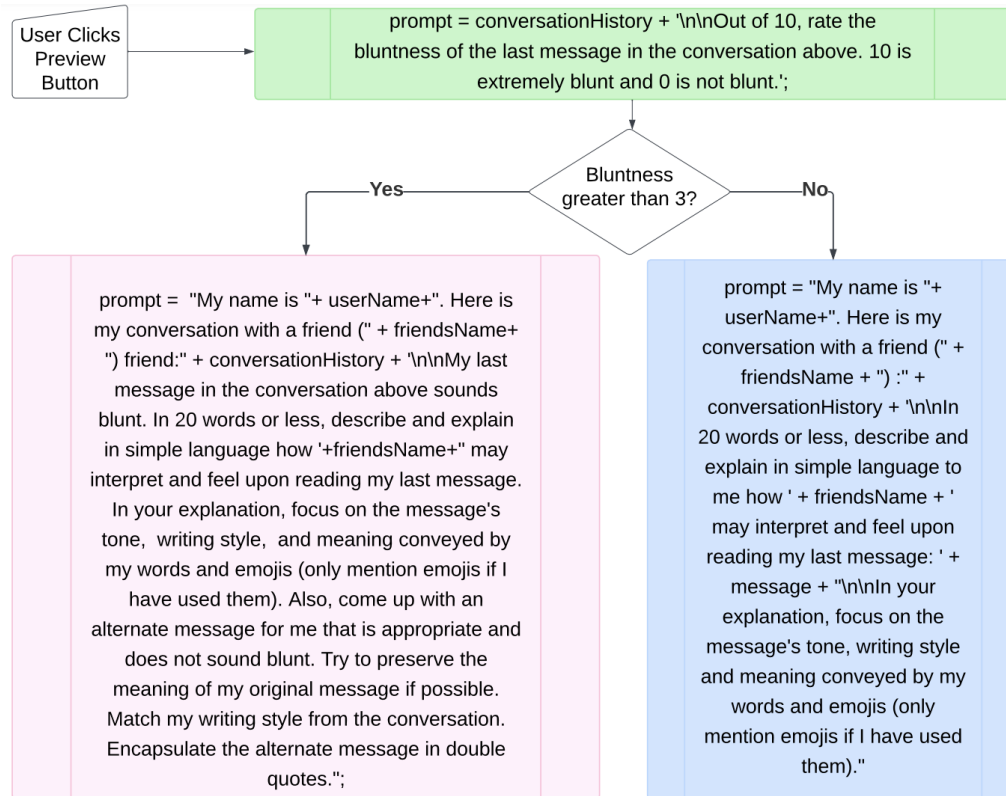 User Clicks
Preview
Button
prompt = conversationHistory + '\n\nOut of 10, rate the
bluntness of the last message in the conversation above. 10 is
extremely blunt and 0 is not blunt.';
Bluntness
greater than 3?
Yes
No
prompt =  "My name is "+ userName+". Here is
my conversation with a friend (" + friendsName+
") friend:" + conversationHistory + '\n\nMy last
message in the conversation above sounds
blunt. In 20 words or less, describe and explain
in simple language how '+friendsName+" may
interpret and feel upon reading my last message.
In your explanation, focus on the message's
tone,  writing style,  and meaning conveyed by
my words and emojis (only mention emojis if I
have used them). Also, come up with an
alternate message for me that is appropriate and
does not sound blunt. Try to preserve the
meaning of my original message if possible.
Match my writing style from the conversation.
Encapsulate the alternate message in double
quotes.";
prompt = "My name is "+
userName+". Here is my
conversation with a friend (" +
friendsName + ") :" +
conversationHistory + '\n\nIn
20 words or less, describe and
explain in simple language to
me how ' + friendsName + '
may interpret and feel upon
reading my last message: ' +
message + "\n\nIn your
explanation, focus on the
message's tone, writing style
and meaning conveyed by my
words and emojis (only
mention emojis if I have used
them)."